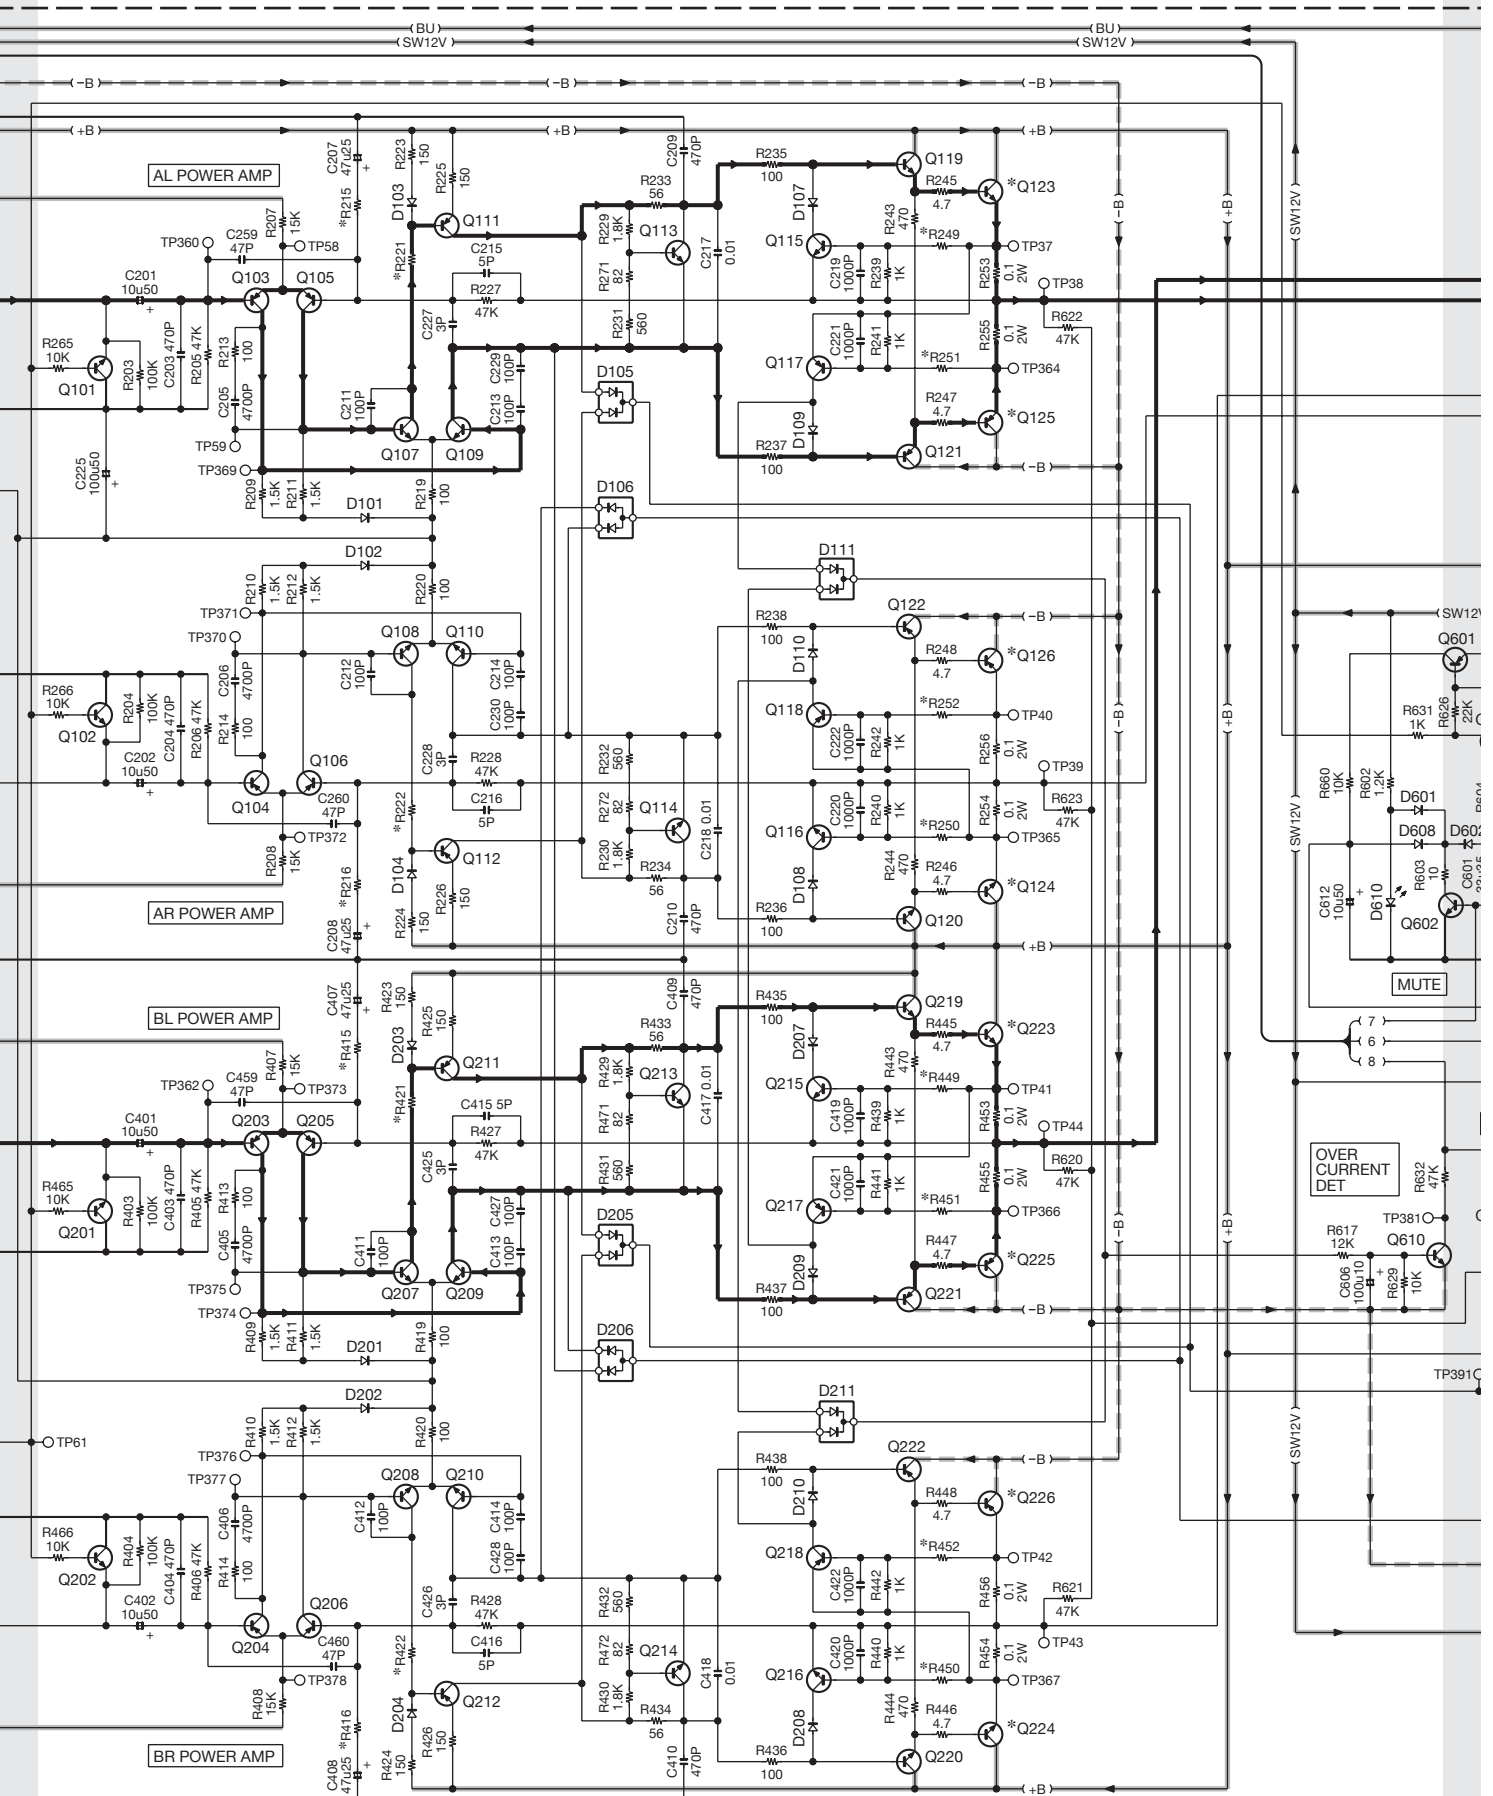 BU
BU
SW12V
SW12V
−B
−B
−B
+B
+B
+B
AL POWER AMP
C207
47u25
+
*R215
R223
150
D103
R225
150
Q111
C209
470P
R233
56
R235
100
D107
Q119
R245
4.7
*Q123
R243
470
R207
15K
TP58
TP360
C259
47P
*R221
C215
5P
R229
1.8K
Q113
R271
82
C217
0.01
Q115
C219
1000P
R239
1K
*R249
TP37
R253
0.1
2W
TP38
−B
+B
SW12V
C201
10u50
+
Q103
Q105
R227
47K
C227
3P
R231
560
R622
47K
R265
10K
Q101
R203
100K
C203 470P
R205 47K
R213
100
C205
4700P
C211
100P
C229
100P
C213
100P
D105
Q117
C221
1000P
R241
1K
*R251
R255
0.1
2W
TP364
R247
4.7
*Q125
D109
TP59
TP369
Q107
Q109
R237
100
Q121
−B
C225
100u50
+
R209
1.5K
R211
1.5K
D101
R219
100
D106
D102
D111
R210
1.5K
R212
1.5K
R220
100
TP371
TP370
Q108
Q110
R238
100
Q122
−B
D110
R248
4.7
*Q126
SW12V
Q601
R266
10K
Q102
R204
100K
C204 470P
R206 47K
C206
4700P
R214
100
C212
100P
C214
100P
C230
100P
Q118
*R252
TP40
C222
1000P
R242
1K
R256
0.1
2W
−B
+B
R631
1K
R626
22K
C202
10u50
+
Q104
Q106
C228
3P
R228
47K
R232
560
TP39
R660
10K
R602
1.2K
C260
47P
*R222
C216
5P
R272
82
Q114
C218 0.01
C220
1000P
R240
1K
R254
0.1
2W
R623
47K
D601
TP372
R208
15K
*R216
D104
Q112
R230
1.8K
R234
56
Q116
*R250
TP365
R244
470
R246
4.7
*Q124
D108
SW12V
D608
D602
R603
10
C601
AR POWER AMP
C208
47u25
+
R224
150
R226
150
C210
470P
R236
100
Q120
+B
C612
10u50
+
D610
Q602
MUTE
BL POWER AMP
C407
47u25
+
*R415
R423
150
D203
R425
150
Q211
C409
470P
R433
56
R435
100
D207
Q219
R445
4.7
*Q223
R443
470
7
6
8
R407
15K
TP373
TP362
C459
47P
*R421
C415 5P
R429
1.8K
Q213
R471
82
C417 0.01
Q215
C419
1000P
R439
1K
*R449
TP41
R453
0.1
2W
TP44
C401
10u50
+
Q203
Q205
R427
47K
C425
3P
R431
560
R620
47K
OVER
CURRENT
DET
R632
47K
R465
10K
Q201
R403
100K
C403 470P
R405 47K
R413
100
C405
4700P
C411
100P
C427
100P
C413
100P
D205
Q217
C421
1000P
R441
1K
*R451
R455
0.1
2W
TP366
−B
+B
TP381
R447
4.7
*Q225
D209
R617
12K
Q610
C606
100u10
+
R629
10K
TP375
TP374
Q207
Q209
R437
100
Q221
−B
R409
1.5K
R411
1.5K
D201
R419
100
D206
TP391
D202
D211
R410
1.5K
R412
1.5K
R420
100
SW12V
TP61
TP376
TP377
Q208
Q210
R438
100
Q222
−B
D210
R448
4.7
*Q226
R466
10K
Q202
R404
100K
C404 470P
R406 47K
C406
4700P
R414
100
C412
100P
C414
100P
C428
100P
Q218
*R452
TP42
C422
1000P
R442
1K
R456
0.1
2W
R621
47K
C402
10u50
+
Q204
Q206
C426
3P
R428
47K
R432
560
TP43
C460
47P
*R422
C416
5P
R472
82
Q214
C418
0.01
C420
1000P
R440
1K
R454
0.1
2W
TP378
R408
15K
*R416
D204
Q212
R430
1.8K
R434
56
Q216
*R450
TP367
R444
470
R446
4.7
*Q224
D208
BR POWER AMP
C408
47u25
+
R424
150
R426
150
C410
470P
R436
100
Q220
+B